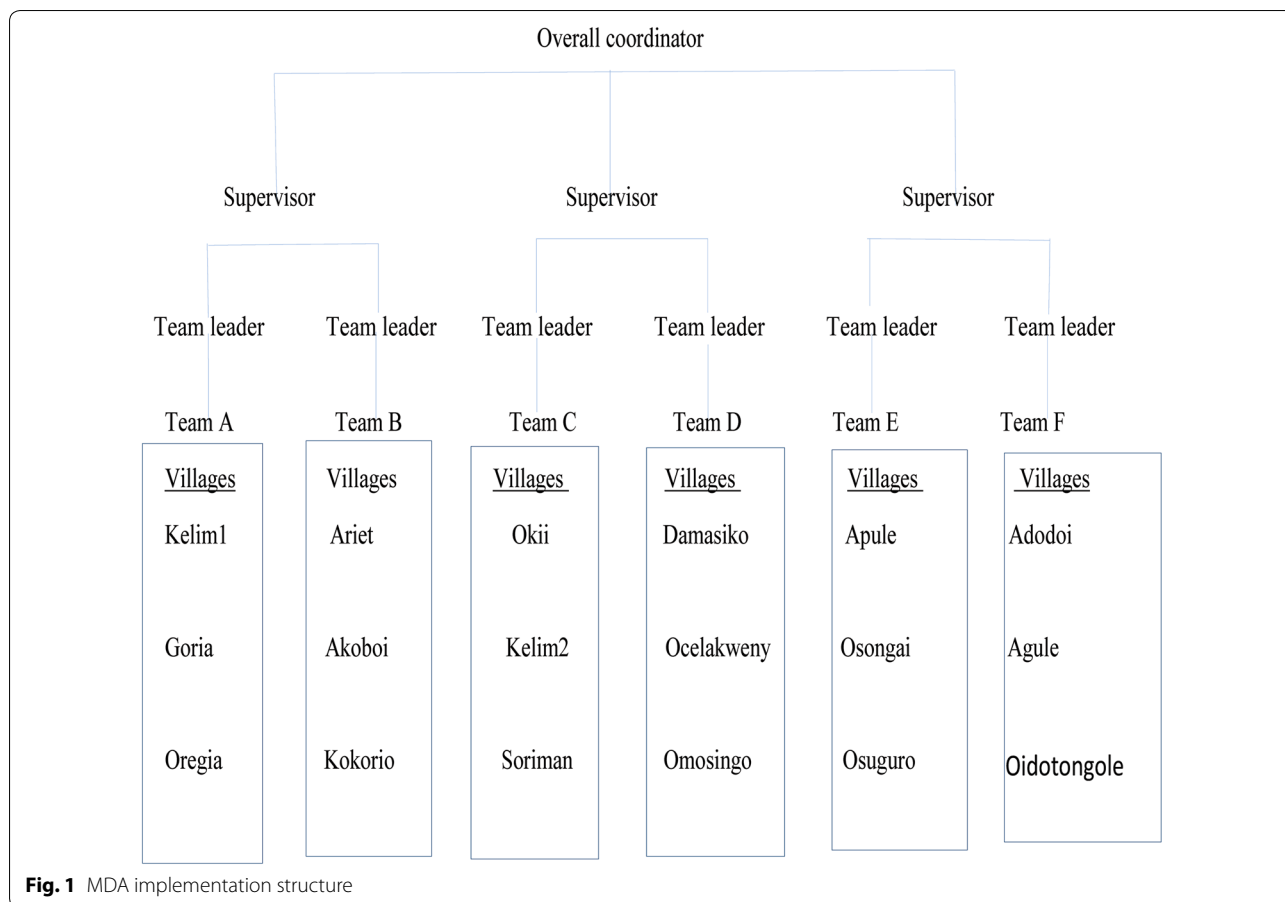 Overall coordinator
Supervisor Supervisor Supervisor
Team leader Team leader Team leader Team leader Team leader Team leader
Team A Team B Team C Team D Team E Team F
Villages Villages Villages Villages Villages Villages
Kelim1 Ariet Okii Damasiko Apule Adodoi
Goria Akoboi Kelim2 Ocelakweny Osongai Agule
Oregia Kokorio Soriman Omosingo Osuguro Oidotongole
Fig. 1 MDA implementation structure